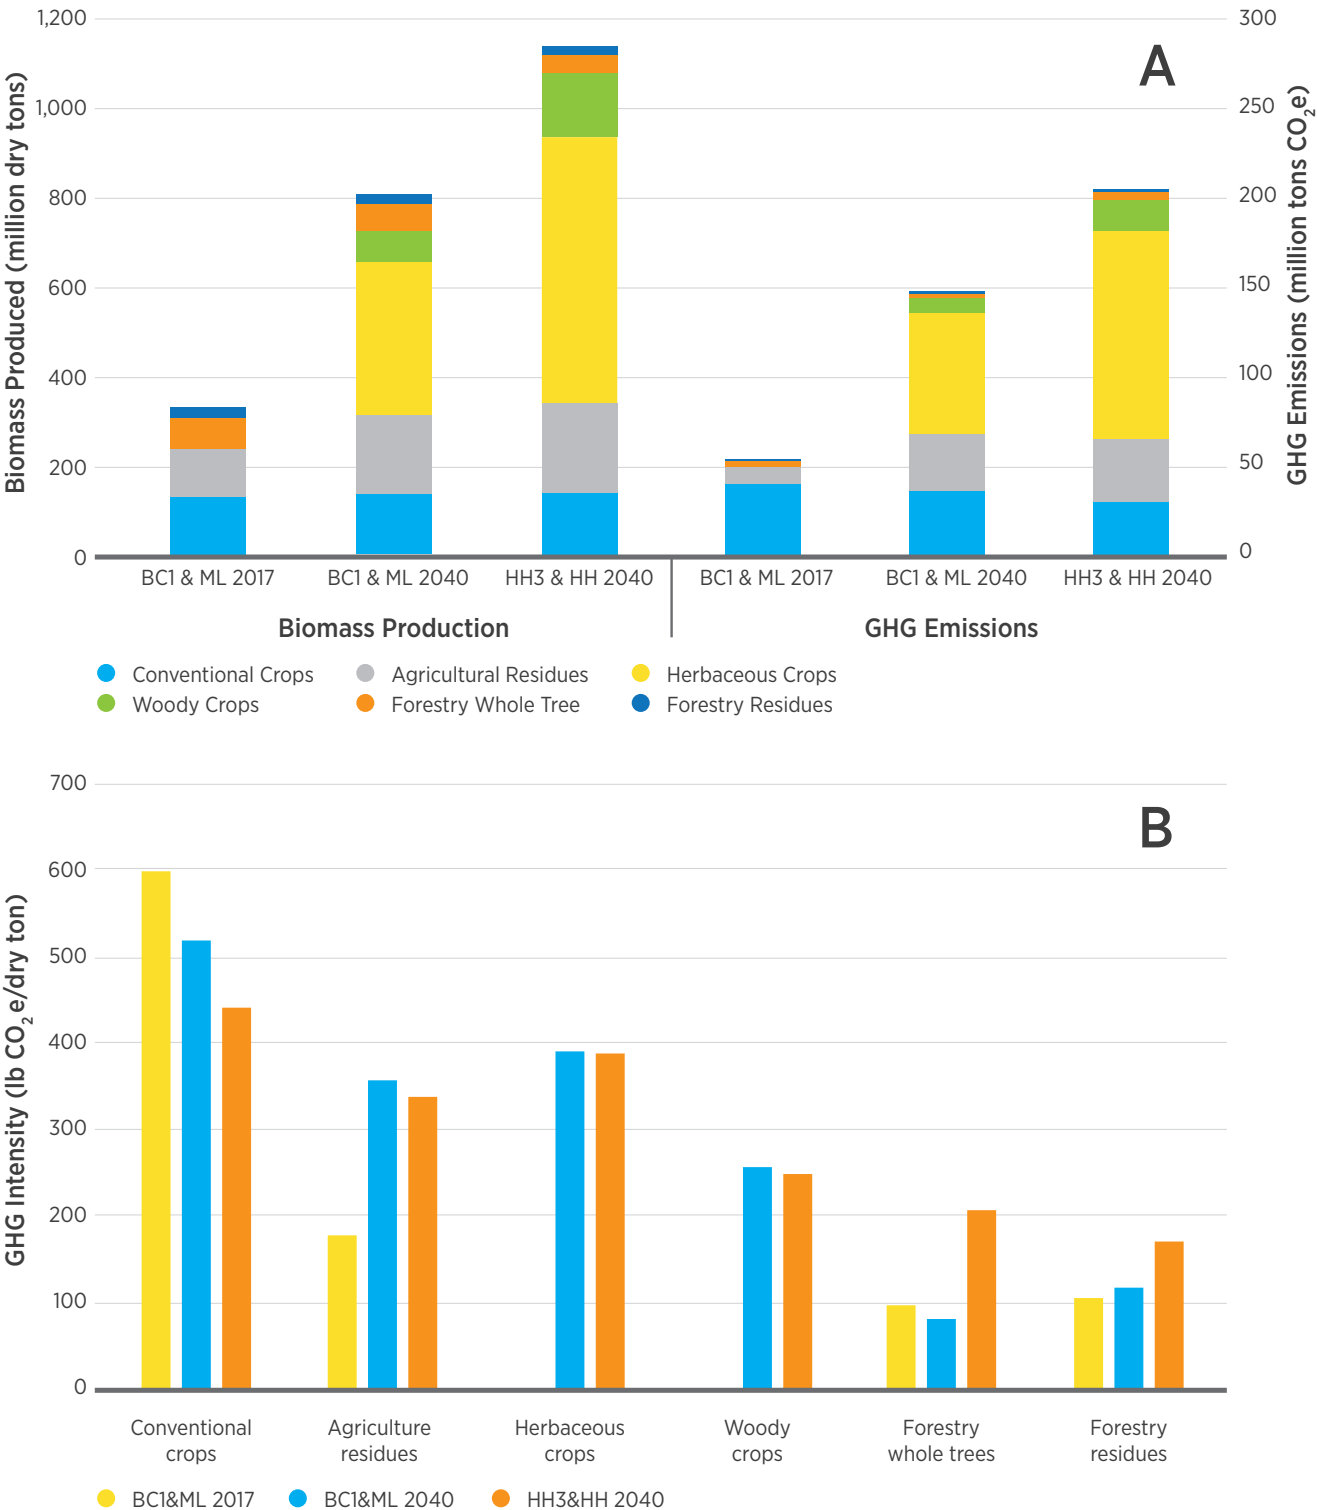 A
Biomass Produced (million dry tons)
1,200
1,000
800
600
400
200
0
GHG Emissions (million tons CO2e)
300
250
200
150
100
50
0
BC1 & ML 2017 BC1 & ML 2040 HH3 & HH 2040 BC1 & ML 2017 BC1 & ML 2040 HH3 & HH 2040
Biomass Production GHG Emissions
Conventional Crops Agricultural Residues Herbaceous Crops
Woody Crops Forestry Whole Tree Forestry Residues
B
GHG Intensity (lb CO2e/dry ton)
700
600
500
400
300
200
100
0
Conventional Agriculture Herbaceous Woody Forestry Forestry
crops residues crops crops whole trees residues
BC1&ML 2017 BC1&ML 2040 HH3&HH 2040